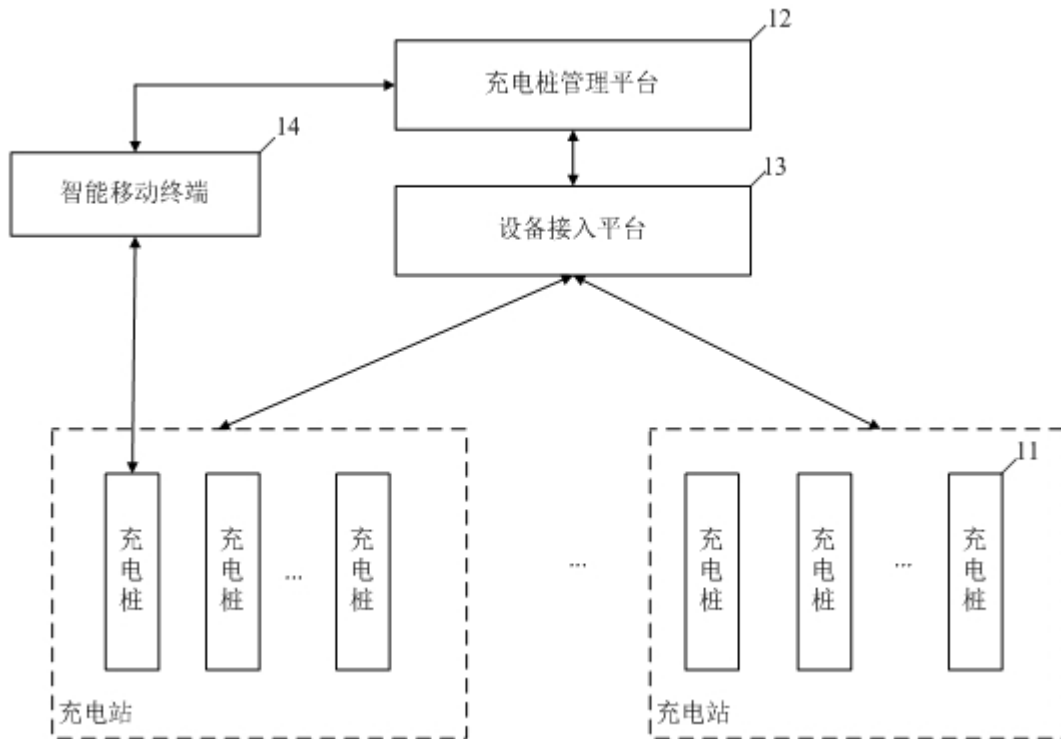 12
充电桩管理平台
14
智能移动终端
13
设备接入平台
11
充电桩
充电桩
...
充电桩
...
充电桩
充电桩
...
充电桩
充电站
充电站